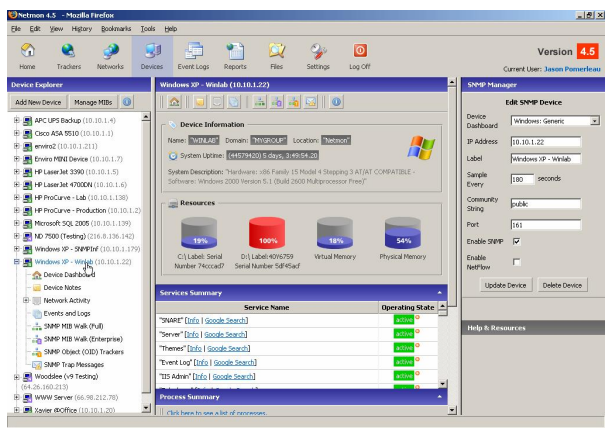 Netmon 4.5 - Mozilla Firefox
File Edit View History Bookmarks Tools Help
Home Trackers Networks Devices Event Logs Reports Files Settings Log Off
Version 4.5
Current User: Jason Pomerleau
Device Explorer
Add New Device Manage MIBs
APC UPS Backup (10.10.1.4)
Cisco ASA 5510 (10.10.1.1)
enviro2 (10.10.1.211)
Enviro MINI Device (10.10.1.7)
HP LaserJet 3390 (10.10.1.5)
HP LaserJet 4700DN (10.10.1.6)
HP ProCurve - Lab (10.10.1.138)
HP ProCurve - Production (10.10.1.2)
Microsoft SQL 2005 (10.10.1.139)
ND 7500 (Testing) (216.8.136.142)
Windows XP - SNMPInf (10.10.1.179)
Windows XP - Winlab (10.10.1.22)
Device Dashboard
Device Notes
Network Activity
Events and Logs
SNMP MIB Walk (Full)
SNMP MIB Walk (Enterprise)
SNMP Object (OID) Trackers
SNMP Trap Messages
Woodslee (v9 Testing)
(64.26.160.213)
WWW Server (66.98.212.78)
Xavier @Office (10.10.1.20)
Windows XP - Winlab (10.10.1.22)
Device Information
Name: "WINLAB" Domain: "MYGROUP" Location: "Netmon"
System Uptime: (44579420) 5 days, 3:49:54.20
System Description: "Hardware: x86 Family 15 Model 4 Stepping 3 AT/AT COMPATIBLE -
Software: Windows 2000 Version 5.1 (Build 2600 Multiprocessor Free)"
Resources
19% 100% 18% 54%
C:\ Label: Serial
Number 74cccad7
D:\ Label:40Y6759
Serial Number 5df45acf
Virtual Memory
Physical Memory
Services Summary
Service Name Operating State
"SNARE" [Info | Google Search] active
"Server" [Info | Google Search] active
"Themes" [Info | Google Search] active
"Event Log" [Info | Google Search] active
"IIS Admin" [Info | Google Search] active
Process Summary
Click here to see a list of processes.
SNMP Manager
Edit SNMP Device
Device
Dashboard
Windows: Generic
IP Address 10.10.1.22
Label Windows XP - Winlab
Sample
Every
180 seconds
Community
String
public
Port 161
Enable SNMP
Enable
NetFlow
Update Device Delete Device
Help & Resources